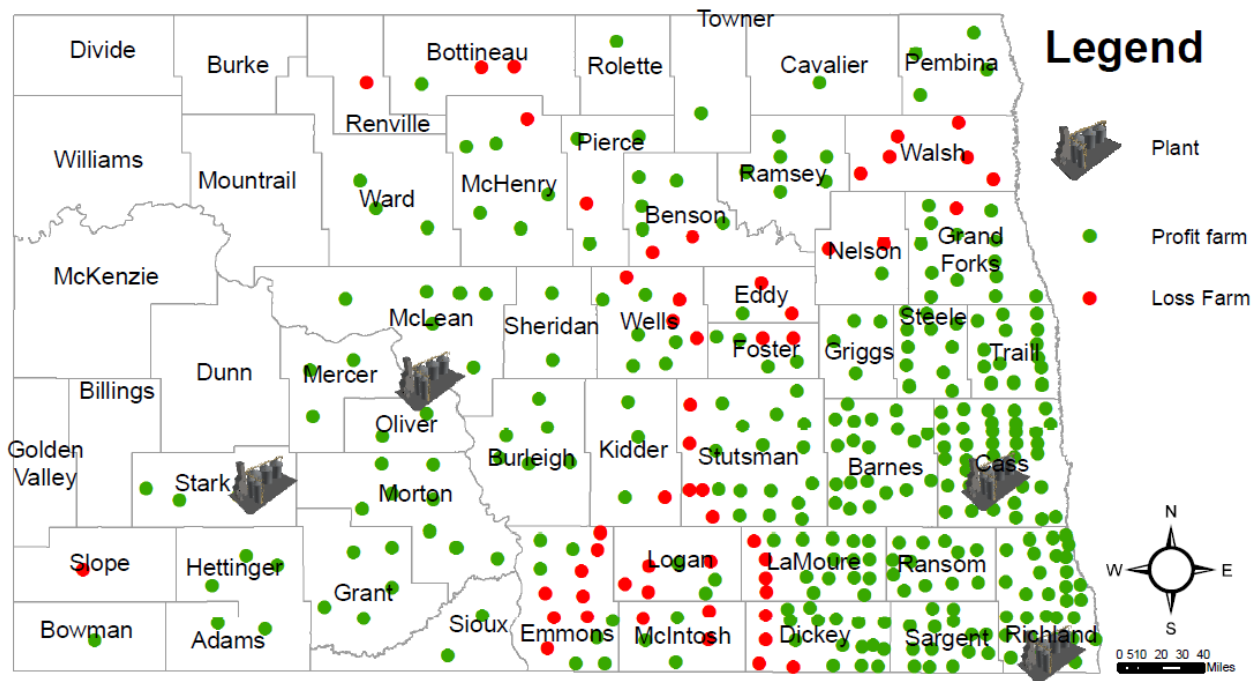 Towner
Divide
Burke
Bottineau
Rolette
Cavalier
Pembina
Legend
Renville
Williams
Mountrail
Ward
McHenry
Pierce
Ramsey
Walsh
Plant
Benson
Nelson
Grand
Forks
Profit farm
McKenzie
McLean
Sheridan
Wells
Eddy
Foster
Griggs
Steele
Traill
Loss Farm
Dunn
Billings
Mercer
Oliver
Golden
Valley
Stark
Morton
Burleigh
Kidder
Stutsman
Barnes
Cass
Slope
Hettinger
Grant
Logan
LaMoure
Ransom
Bowman
Adams
Sioux
Emmons
McIntosh
Dickey
Sargent
Richland
N
W E
S
0 510 20 30 40
Miles